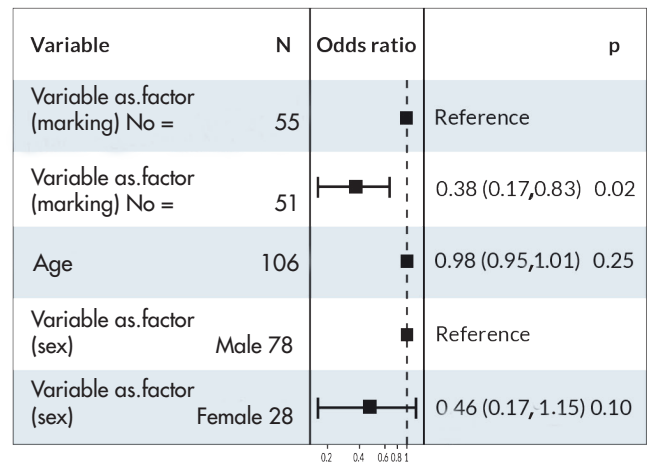 Variable N Odds ratio p
Variable as.factor
(marking) No = 55 Reference
Variable as.factor
(marking) No = 51 0.38 (0.17,0.83) 0.02
Age 106 0.98 (0.95,1.01) 0.25
Variable as.factor
(sex) Male 78 Reference
Variable as.factor
(sex) Female 28 0 46 (0.17,1.15) 0.10
0.2 0.4 0.6 0.8 1